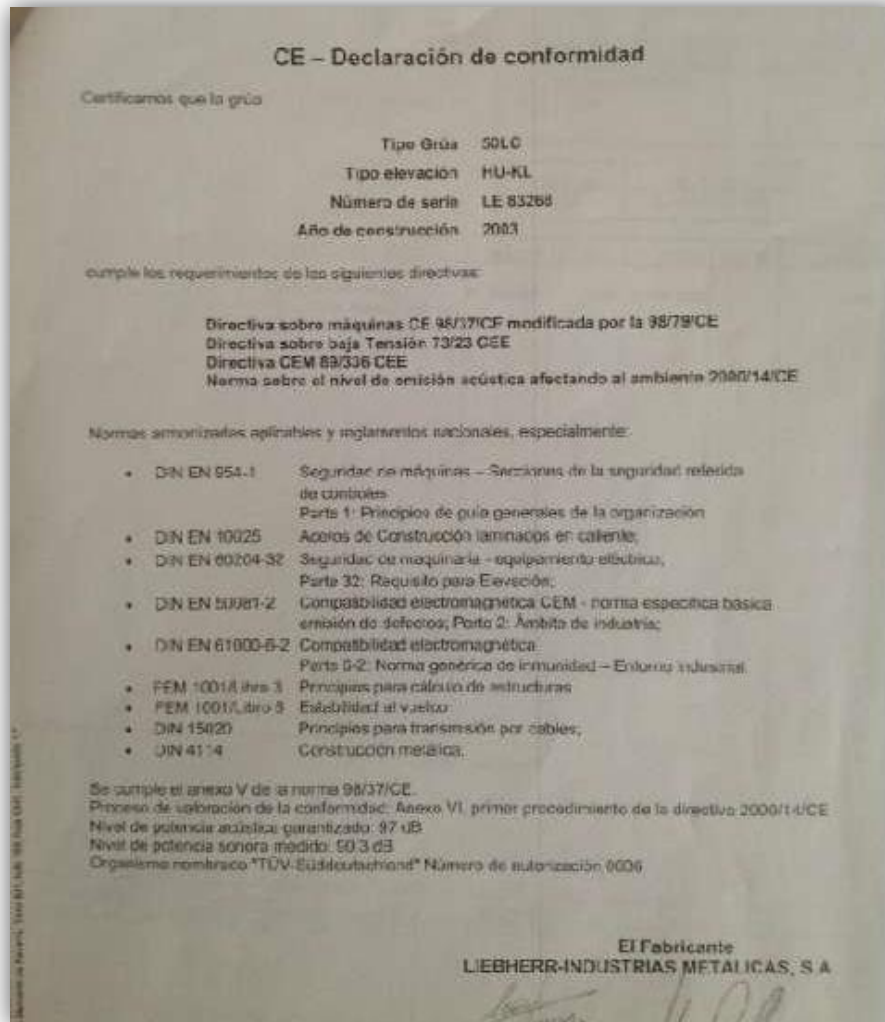 CE – Declaración de conformidad
Certificamos que la grúa
Tipo Grúa 50LC
Tipo elevación HU-KL
Número de serie LE 83268
Año de construcción 2003
cumple los requerimientos de las siguientes directivas:
Directiva sobre máquinas CE 98/37/CE modificada por la 98/79/CE
Directiva sobre baja Tensión 73/23 CEE
Directiva CEM 89/336 CEE
Norma sobre el nivel de emisión acústica afectando al ambiente 2000/14/CE
Normas armonizadas aplicables y reglamentos nacionales, especialmente:
• DIN EN 954-1 Seguridad de máquinas – Secciones de la seguridad referida
de controles
Parte 1: Principios de guía generales de la organización
• DIN EN 10025 Aceros de Construcción laminados en caliente;
• DIN EN 60204-32 Seguridad de maquinaria - equipamiento eléctrico;
Parte 32: Requisito para Elevación;
• DIN EN 50081-2 Compatibilidad electromagnética CEM - norma especifica básica
emisión de defectos; Parte 2: Ámbito de industria;
• DIN EN 61000-6-2 Compatibilidad electromagnética
Parte 6-2: Norma genérica de inmunidad – Entorno industrial.
• FEM 1001/Libro 3 Principios para cálculo de estructuras
• FEM 1001/Libro 8 Estabilidad al vuelco
• DIN 15020 Principios para transmisión por cables;
• DIN 4114 Construcción metálica.
Se cumple el anexo V de la norma 98/37/CE.
Proceso de valoración de la conformidad: Anexo VI, primer procedimiento de la directiva 2000/14/CE
Nivel de potencia acústica garantizado: 97 dB
Nivel de potencia sonora medido: 90.3 dB
Organismo nombrado "TÜV-Süddeutschland" Número de autorización 0036
El Fabricante
LIEBHERR-INDUSTRIAS METALICAS, S.A